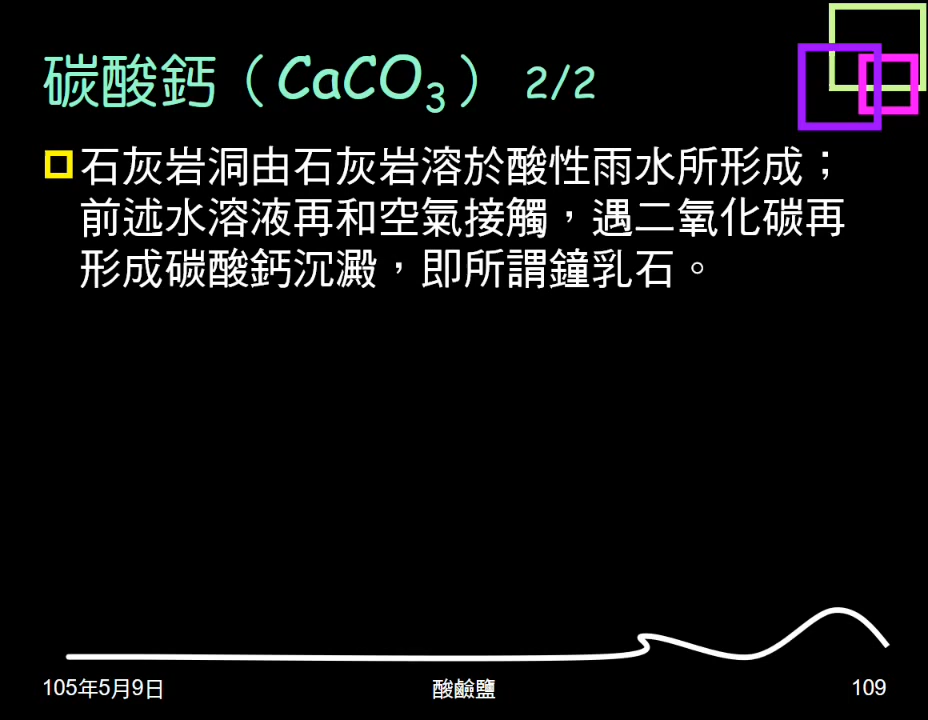 碳酸鈣（CaCO₃） 2/2
石灰岩洞由石灰岩溶於酸性雨水所形成；
前述水溶液再和空氣接觸，遇二氧化碳再
形成碳酸鈣沉澱，即所謂鐘乳石。
105年5月9日 酸鹼鹽 109